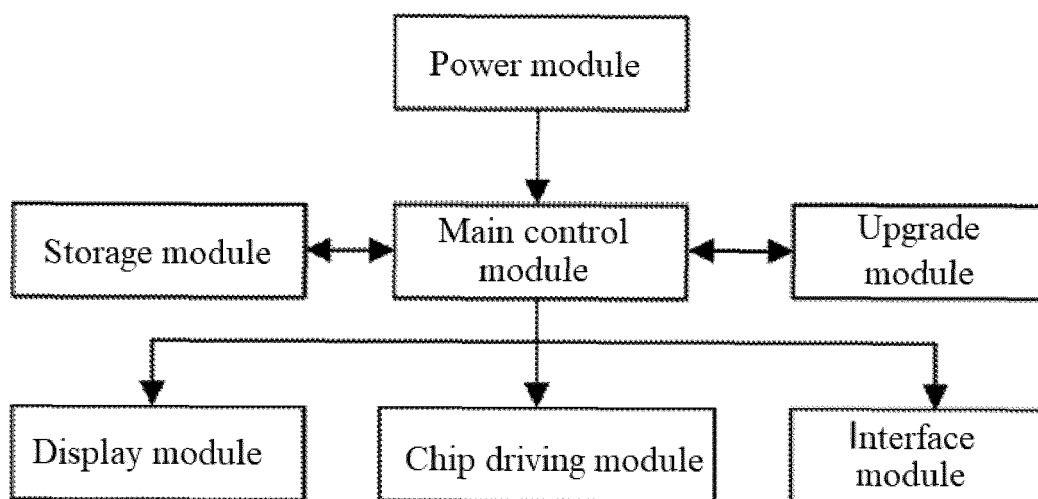 Power module
Storage module
Main control
module
Upgrade
module
Display module
Chip driving module
Interface
module